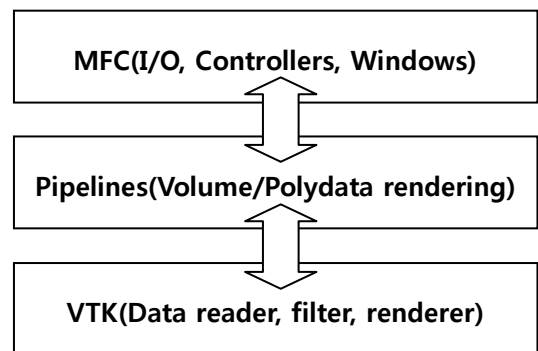 MFC(I/O, Controllers, Windows)
Pipelines(Volume/Polydata rendering)
VTK(Data reader, filter, renderer)